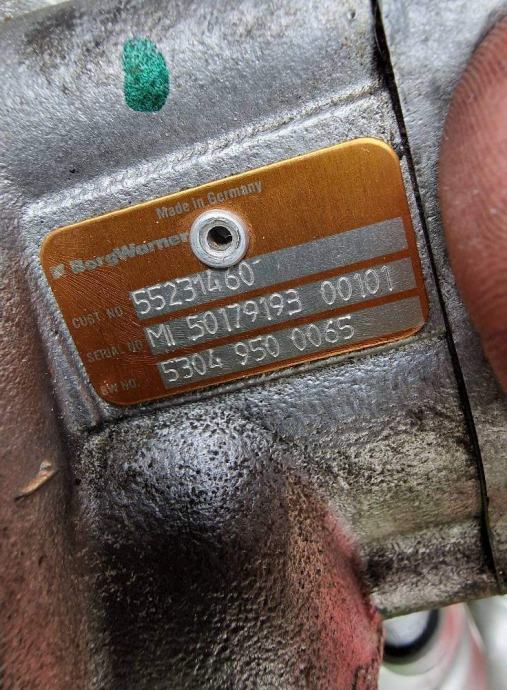 Made in Germany
BorgWarner
CUST. NO. 55231460
SERIAL NO MI 50179193 00101
BW NO. 5304 950 0065